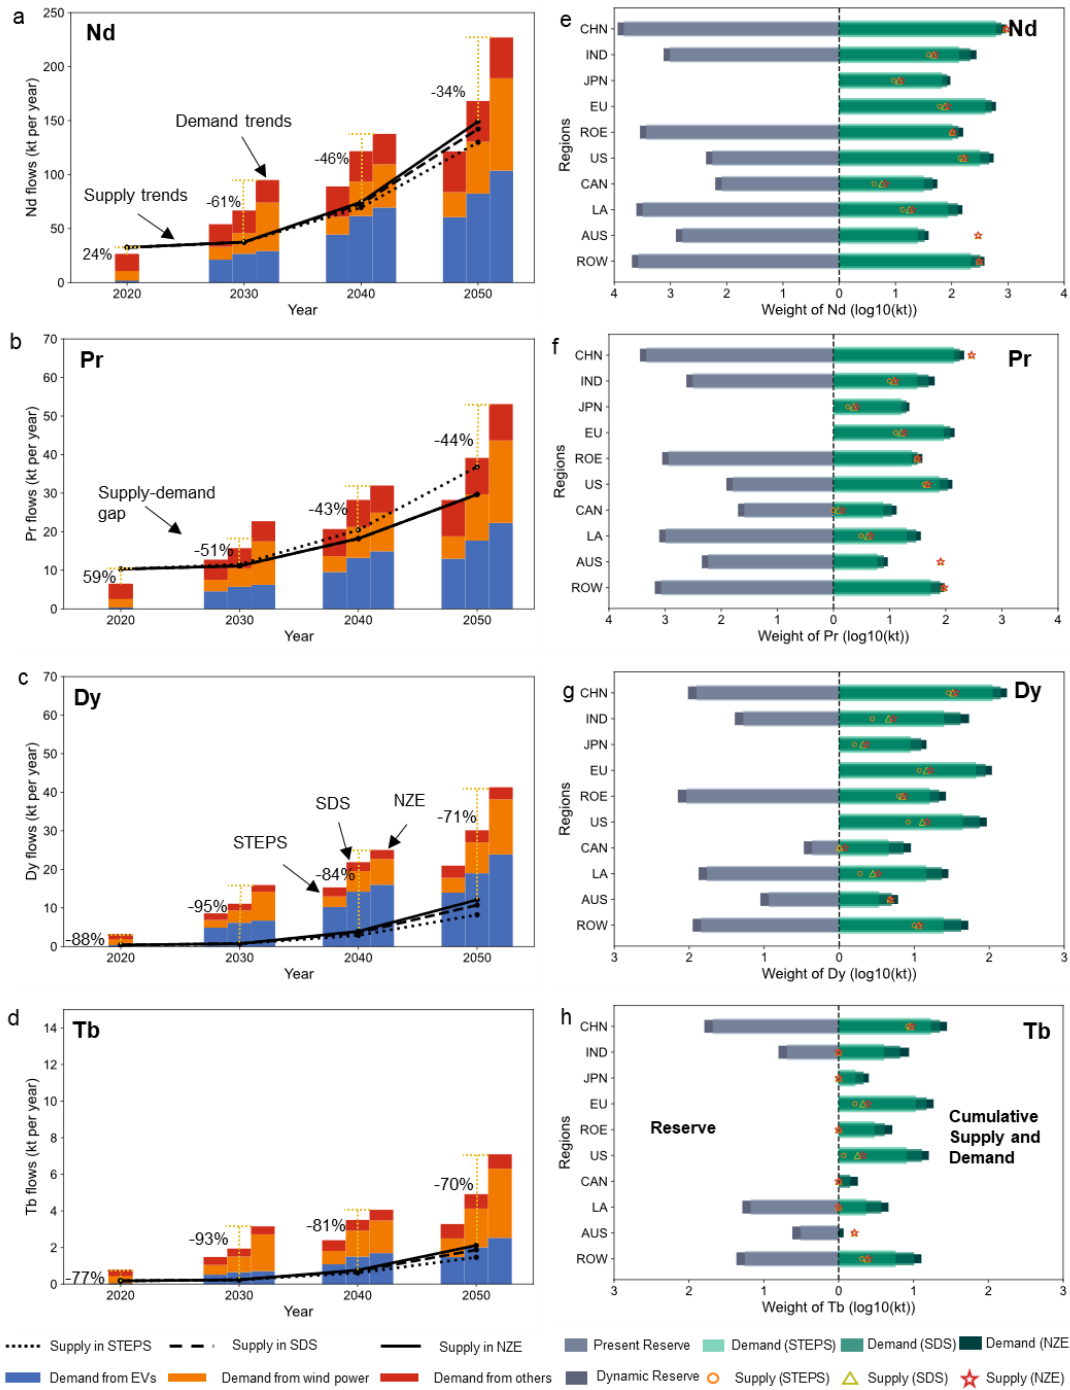 a
Nd
250
200
150
100
50
0
Nd flows (kt per year)
24%
-61%
-46%
-34%
Supply trends
Demand trends
2020
2030
2040
2050
Year
e
Nd
CHN
IND
JPN
EU
ROE
US
CAN
LA
AUS
ROW
Regions
4
3
2
1
0
1
2
3
4
Weight of Nd (log10(kt))
b
Pr
70
60
50
40
30
20
10
0
Pr flows (kt per year)
59%
-51%
-43%
-44%
Supply-demand
gap
2020
2030
2040
2050
Year
f
Pr
CHN
IND
JPN
EU
ROE
US
CAN
LA
AUS
ROW
Regions
4
3
2
1
0
1
2
3
4
Weight of Pr (log10(kt))
c
Dy
70
60
50
40
30
20
10
0
Dy flows (kt per year)
-88%
-95%
-84%
-71%
STEPS
SDS
NZE
2020
2030
2040
2050
Year
g
Dy
CHN
IND
JPN
EU
ROE
US
CAN
LA
AUS
ROW
Regions
3
2
1
0
1
2
3
Weight of Dy (log10(kt))
d
Tb
14
12
10
8
6
4
2
0
Tb flows (kt per year)
-77%
-93%
-81%
-70%
2020
2030
2040
2050
Year
h
Tb
CHN
IND
JPN
EU
ROE
US
CAN
LA
AUS
ROW
Regions
Reserve
Cumulative
Supply and
Demand
3
2
1
0
1
2
3
Weight of Tb (log10(kt))
Supply in STEPS
Supply in SDS
Supply in NZE
Present Reserve
Demand (STEPS)
Demand (SDS)
Demand (NZE
Demand from EVs
Demand from wind power
Demand from others
Dynamic Reserve
Supply (STEPS)
Supply (SDS)
Supply (NZE)